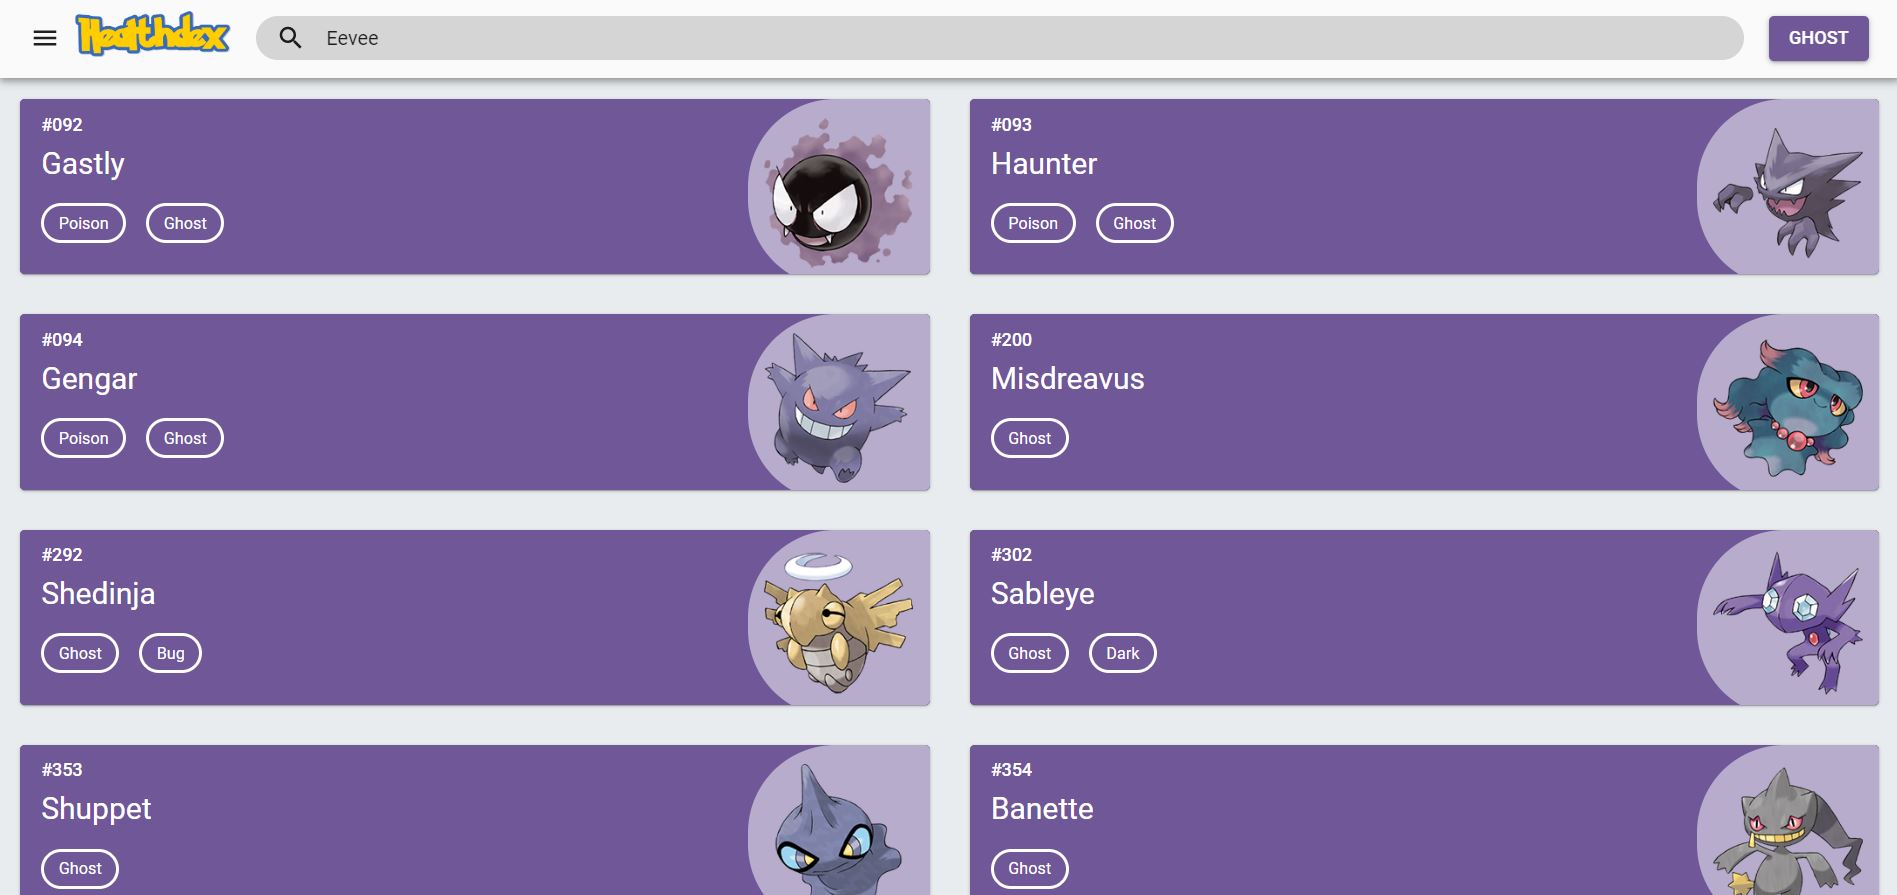 Healthdex
Eevee
GHOST
#092
Gastly
Poison Ghost
#093
Haunter
Poison Ghost
#094
Gengar
Poison Ghost
#200
Misdreavus
Ghost
#292
Shedinja
Ghost Bug
#302
Sableye
Ghost Dark
#353
Shuppet
Ghost
#354
Banette
Ghost